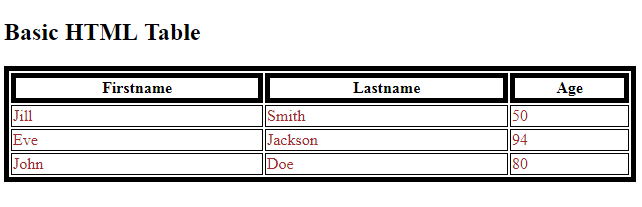 Basic HTML Table
Firstname Lastname Age
Jill Smith 50
Eve Jackson 94
John Doe 80